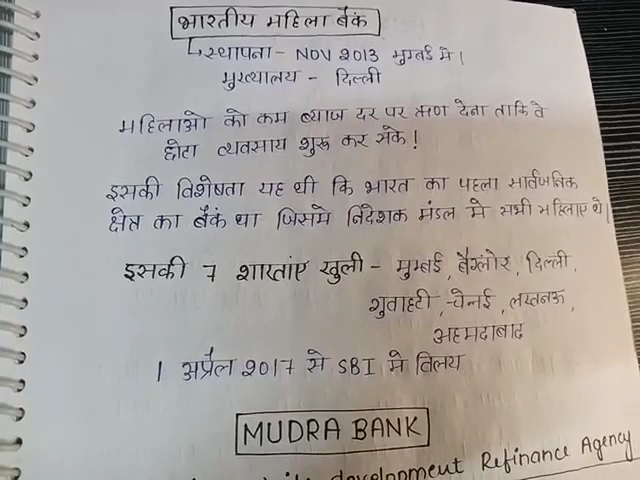 भारतीय महिला बैंक
स्थापना - NOV 2013 मुम्बई मे।
मुख्यालय - दिल्ली
महिलाओ को कम ब्याज दर पर ऋण देना ताकि वे
छोटा व्यवसाय शुरू कर सके!
इसकी विशेषता यह थी कि भारत का पहला सार्वजनिक
क्षेत्र का बैंक था जिसमे निदेशक मंडल मे सभी महिलाए थे।
इसकी 7 शाखाएं खुली - मुम्बई, बैंग्लोर, दिल्ली,
गुवाहटी, चेनई, लखनऊ,
अहमदाबाद
1 अप्रैल 2017 से SBI मे विलय
MUDRA BANK
development Refinance Agency